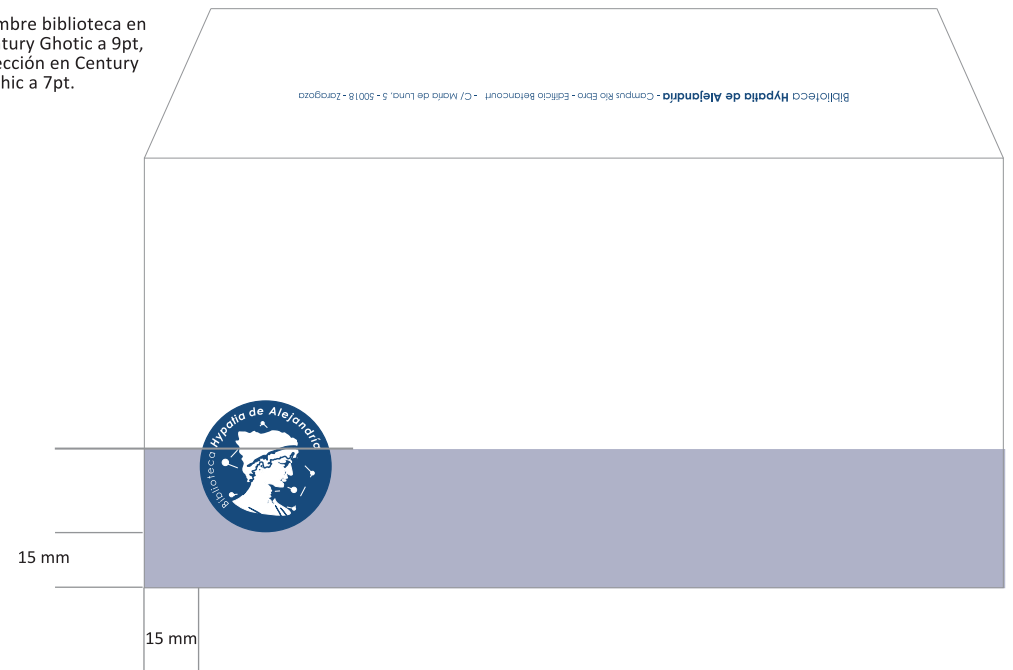 mbre biblioteca en
tury Ghotic a 9pt,
ección en Century
hic a 7pt.
Biblioteca Hypatia de Alejandría - Campus Río Ebro - Edificio Betancourt - C/ María de Luna, 5 - 50018 - Zaragoza
Biblioteca Hypatia de Alejandría
15 mm
15 mm